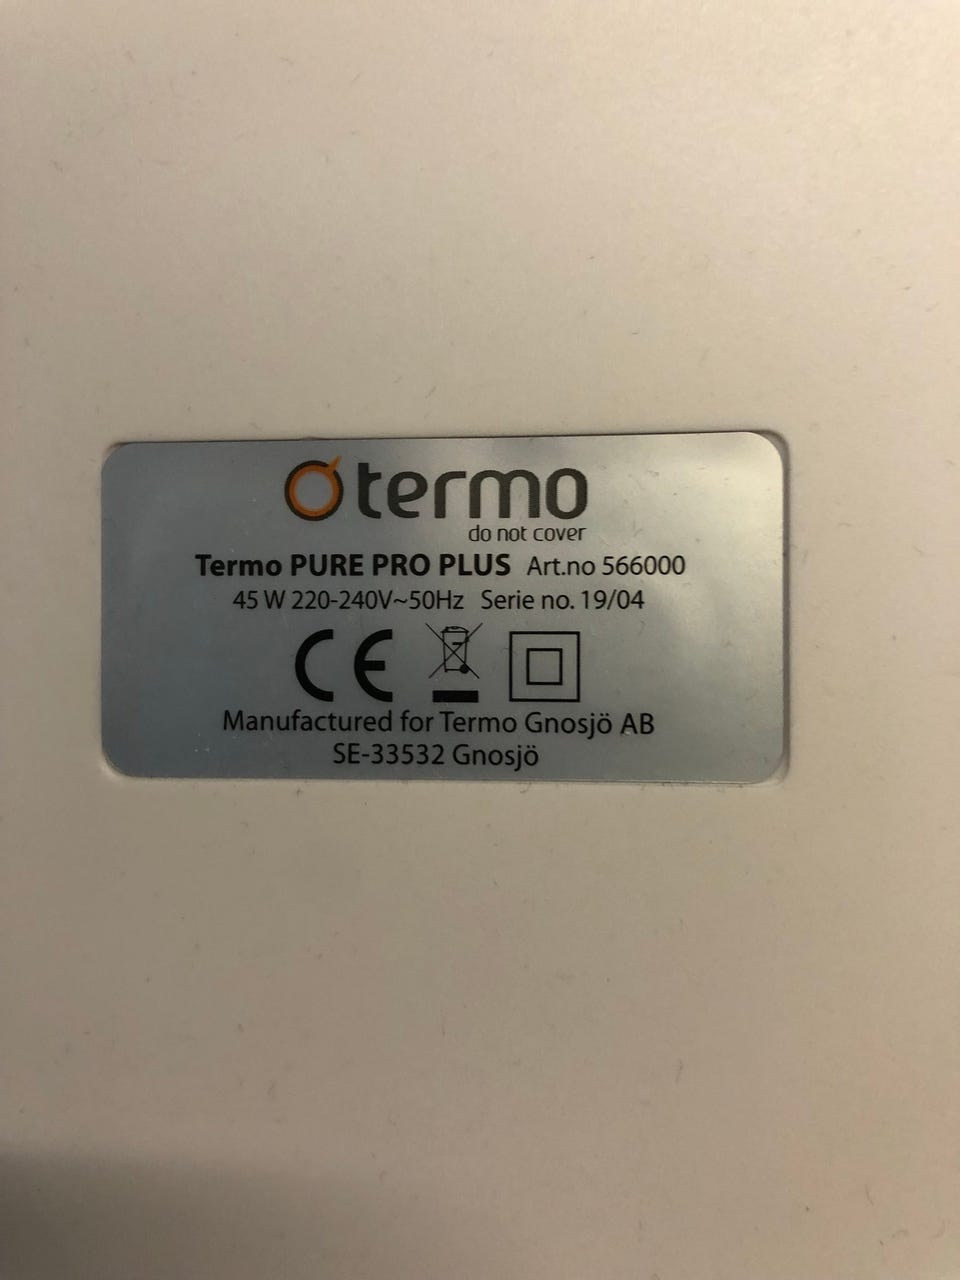 termo
do not cover
Termo PURE PRO PLUS Art.no 566000
45 W 220-240V~50Hz Serie no. 19/04
CE
Manufactured for Termo Gnosjö AB
SE-33532 Gnosjö